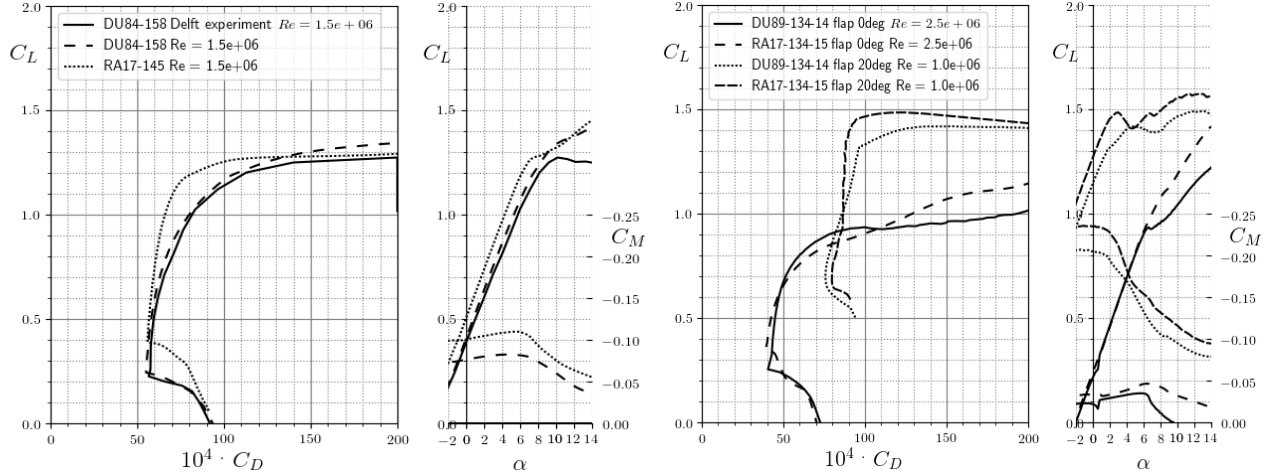 DU84-158 Delft experiment Re = 1.5e + 06
DU84-158 Re = 1.5e+06
RA17-145 Re = 1.5e+06
C_L
2.0
1.5
1.0
0.5
0.0
0 50 100 150 200
10⁴ · C_D
C_L
2.0
1.5
1.0
0.5
0.0
−2 0 2 4 6 8 10 12 14
α
−0.25
C_M
−0.20
−0.15
−0.10
−0.05
0.00
DU89-134-14 flap 0deg Re = 2.5e + 06
RA17-134-15 flap 0deg Re = 2.5e+06
DU89-134-14 flap 20deg Re = 1.0e+06
RA17-134-15 flap 20deg Re = 1.0e+06
C_L
2.0
1.5
1.0
0.5
0.0
0 50 100 150 200
10⁴ · C_D
C_L
2.0
1.5
1.0
0.5
0.0
−2 0 2 4 6 8 10 12 14
α
−0.25
C_M
−0.20
−0.15
−0.10
−0.05
0.00